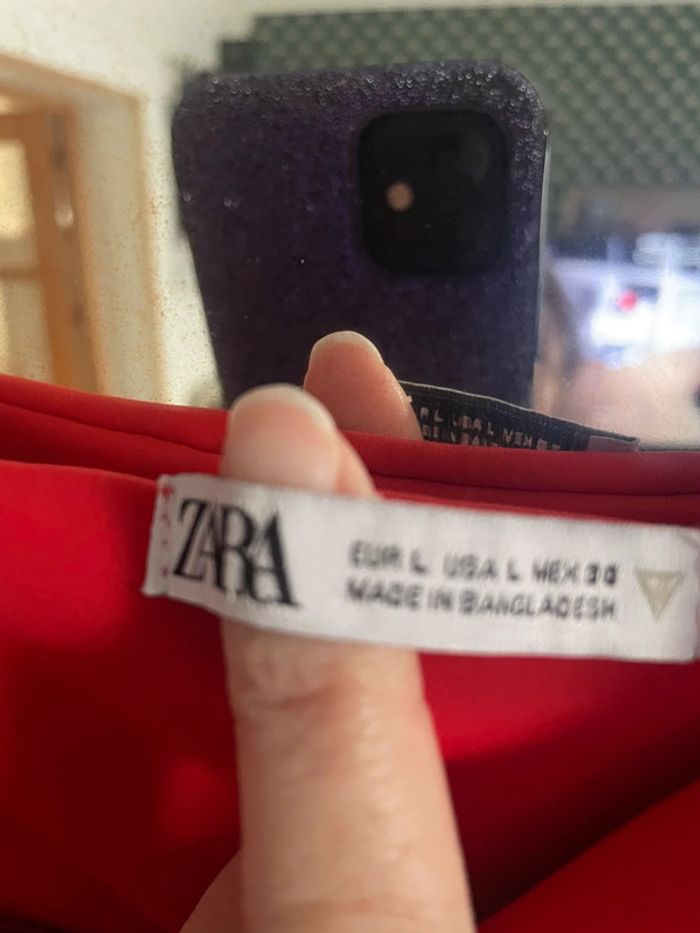 ZARA
EUR L USA L MEX 30
MADE IN BANGLADESH